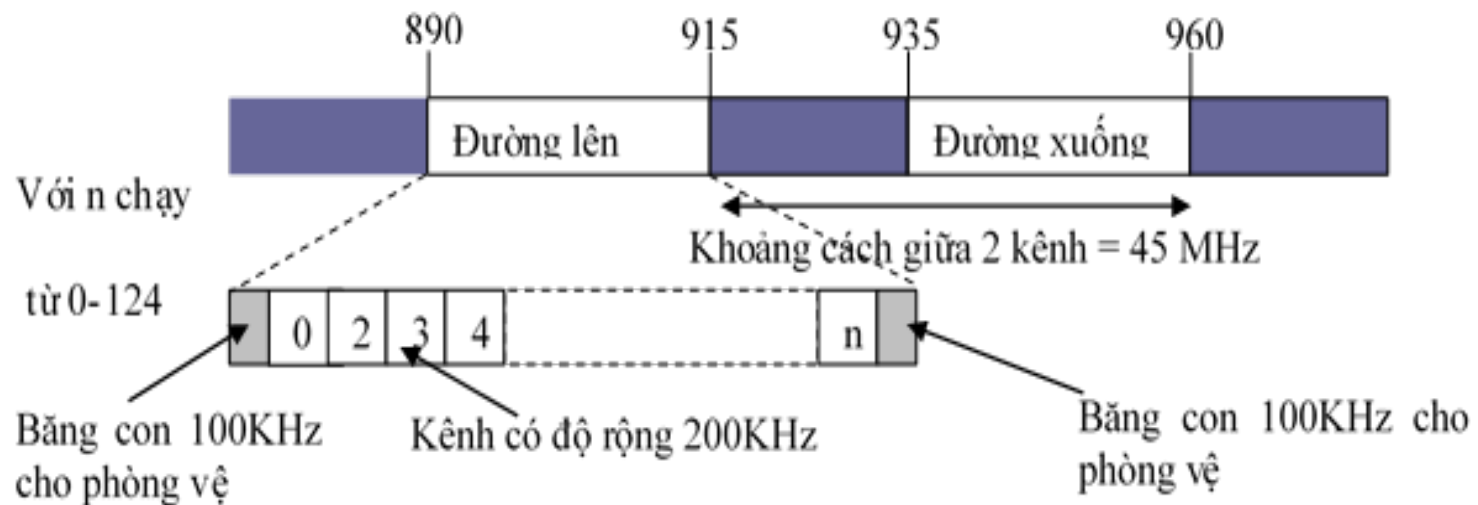 890 915 935 960
Đường lên Đường xuống
Với n chạy
Khoảng cách giữa 2 kênh = 45 MHz
từ 0-124
0 2 3 4 n
Băng con 100KHz
cho phòng vệ
Kênh có độ rộng 200KHz
Băng con 100KHz cho
phòng vệ